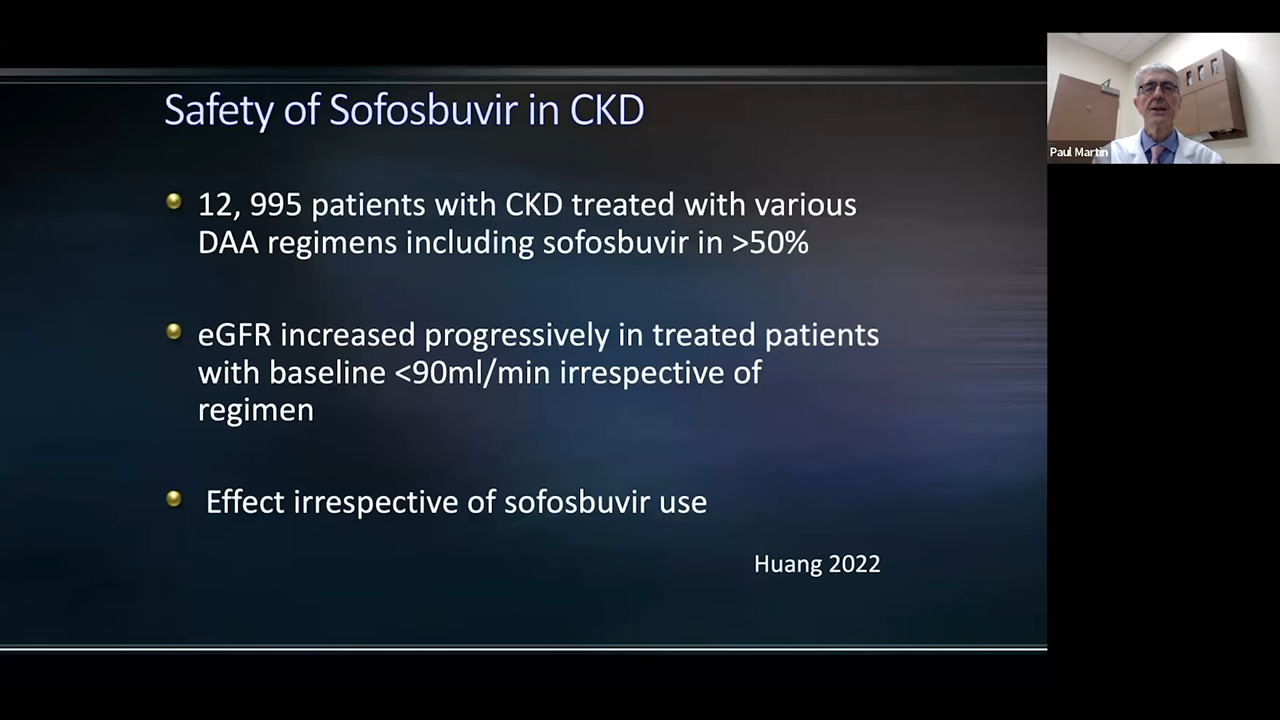 Safety of Sofosbuvir in CKD
12, 995 patients with CKD treated with various
DAA regimens including sofosbuvir in >50%
eGFR increased progressively in treated patients
with baseline <90ml/min irrespective of
regimen
Effect irrespective of sofosbuvir use
Huang 2022
Paul Martin